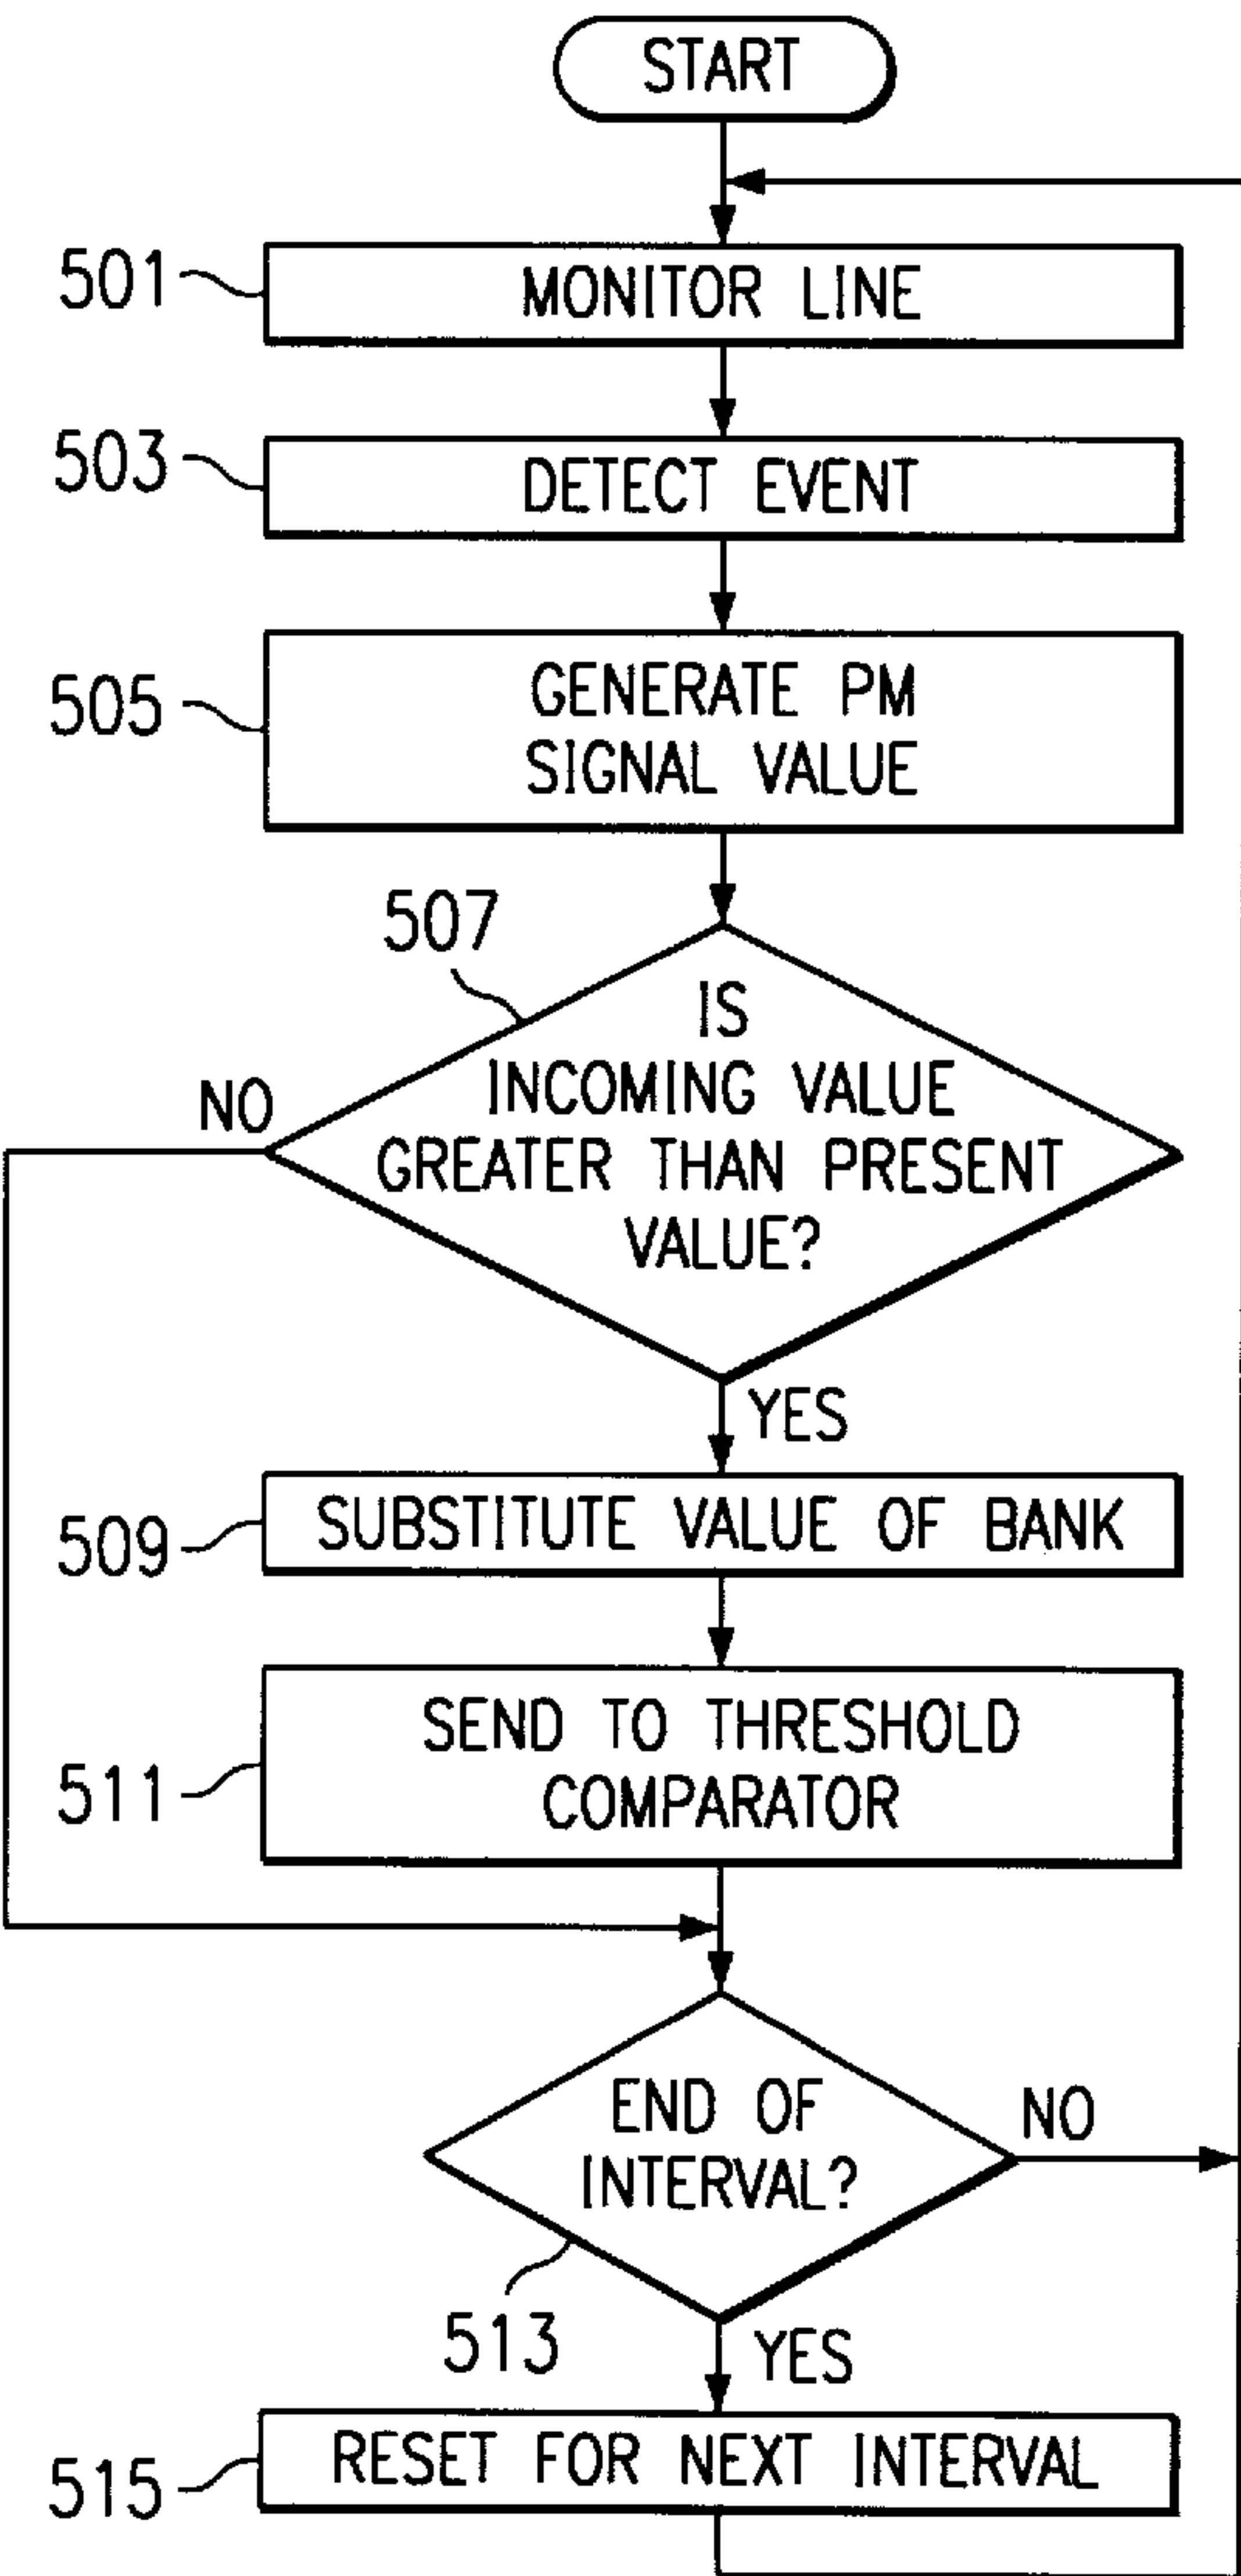 START
501
MONITOR LINE
503
DETECT EVENT
505
GENERATE PM
SIGNAL VALUE
507
IS
INCOMING VALUE
GREATER THAN PRESENT
VALUE?
NO
YES
509
SUBSTITUTE VALUE OF BANK
511
SEND TO THRESHOLD
COMPARATOR
END OF
INTERVAL?
NO
513
YES
515
RESET FOR NEXT INTERVAL